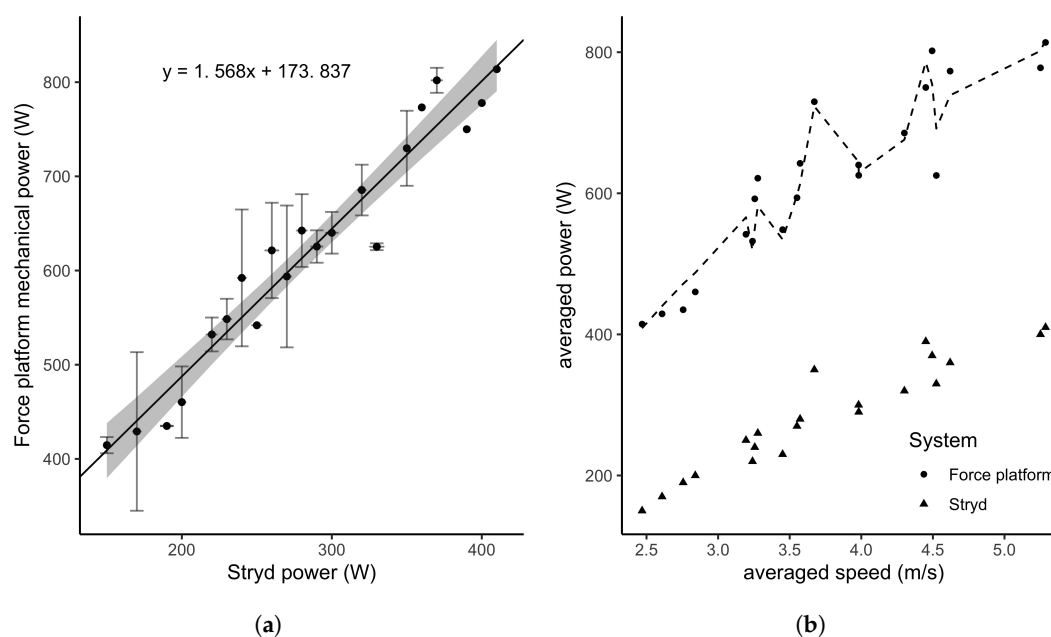 y = 1. 568x + 173. 837
Force platform mechanical power (W)
800
700
600
500
400
200
300
400
Stryd power (W)
(a)
averaged power (W)
800
600
400
200
System
Force platform
Stryd
2.5
3.0
3.5
4.0
4.5
5.0
averaged speed (m/s)
(b)